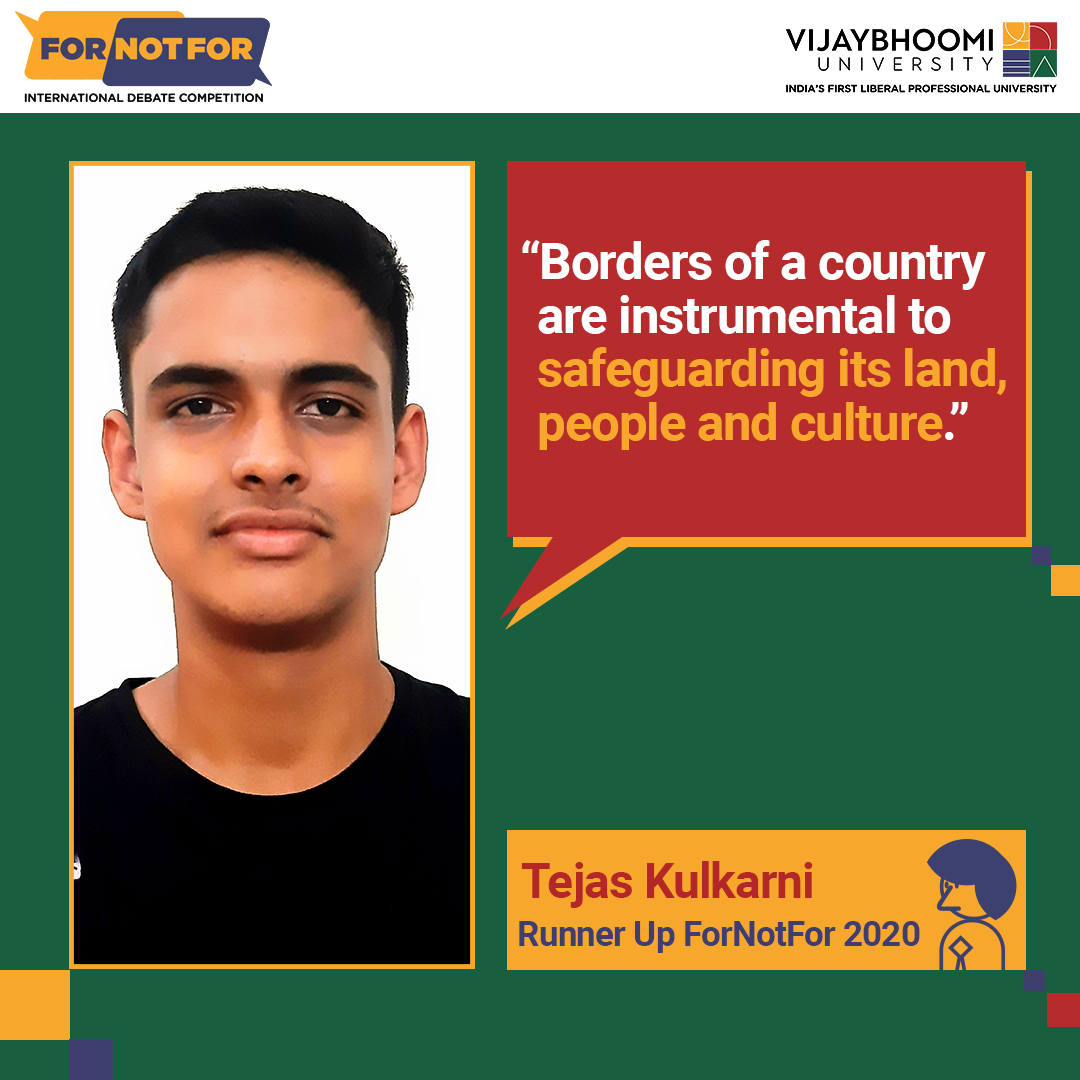 FOR NOT FOR
INTERNATIONAL DEBATE COMPETITION
VIJAYBHOOMI
UNIVERSITY
INDIA'S FIRST LIBERAL PROFESSIONAL UNIVERSITY
“Borders of a country
are instrumental to
safeguarding its land,
people and culture.”
Tejas Kulkarni
Runner Up ForNotFor 2020